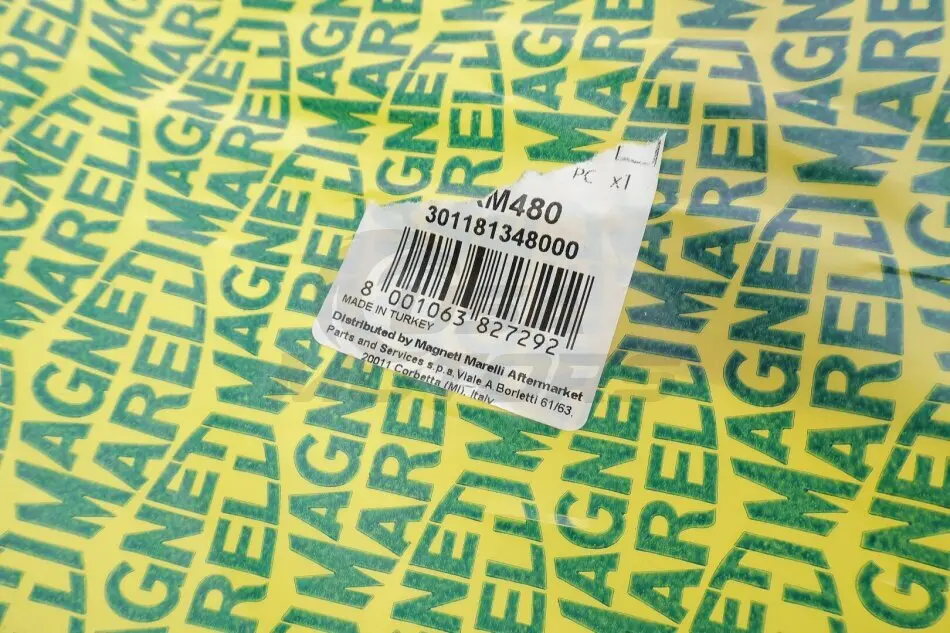 PC x1
M480
301181348000
8 001063 827292
MADE IN TURKEY
Distributed by Magneti Marelli Aftermarket
Parts and Services s.p.a. Viale A. Borletti 61/63,
20011 Corbetta (MI), Italy
MAGNETI
MARELLI